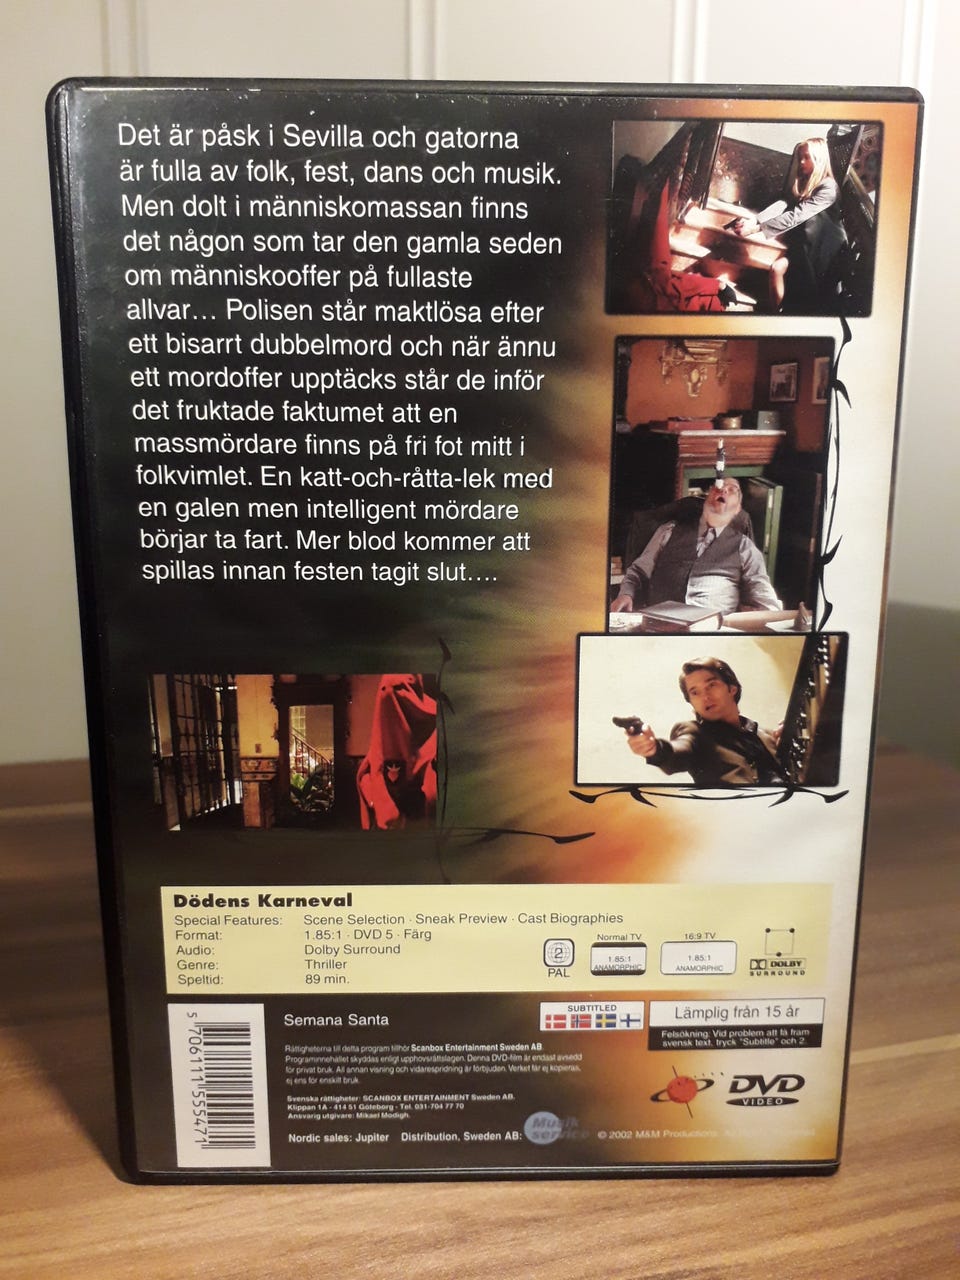 Det är påsk i Sevilla och gatorna
är fulla av folk, fest, dans och musik.
Men dolt i människomassan finns
det någon som tar den gamla seden
om människooffer på fullaste
allvar... Polisen står maktlösa efter
ett bisarrt dubbelmord och när ännu
ett mordoffer upptäcks står de inför
det fruktade faktumet att en
massmördare finns på fri fot mitt i
folkvimlet. En katt-och-råtta-lek med
en galen men intelligent mördare
börjar ta fart. Mer blod kommer att
spillas innan festen tagit slut....
Dödens Karneval
Special Features: Scene Selection · Sneak Preview · Cast Biographies
Format: 1.85:1 · DVD 5 · Färg
Audio: Dolby Surround
Genre: Thriller
Speltid: 89 min.
2
PAL
Normal TV
1.85:1
ANAMORPHIC
16:9 TV
1.85:1
ANAMORPHIC
DOLBY
SURROUND
5 706111 555471
Semana Santa
SUBTITLED
Lämplig från 15 år
Felsökning: Vid problem att få fram
svensk text, tryck "Subtitle" och 2.
Rättigheterna till detta program tillhör Scanbox Entertainment Sweden AB.
Programinnehållet skyddas enligt upphovsrättslagen. Denna DVD-film är endast avsedd
för privat bruk. All annan visning och vidarespridning är förbjuden. Verket får ej kopieras,
ej ens för enskilt bruk.
Svenska rättigheter: SCANBOX ENTERTAINMENT Sweden AB.
Klippan 1A - 414 51 Göteborg - Tel. 031-704 77 70
Ansvarig utgivare: Mikael Modigh.
Nordic sales: Jupiter Distribution, Sweden AB:
Musik
service
© 2002 M&M Productions.
DVD
VIDEO